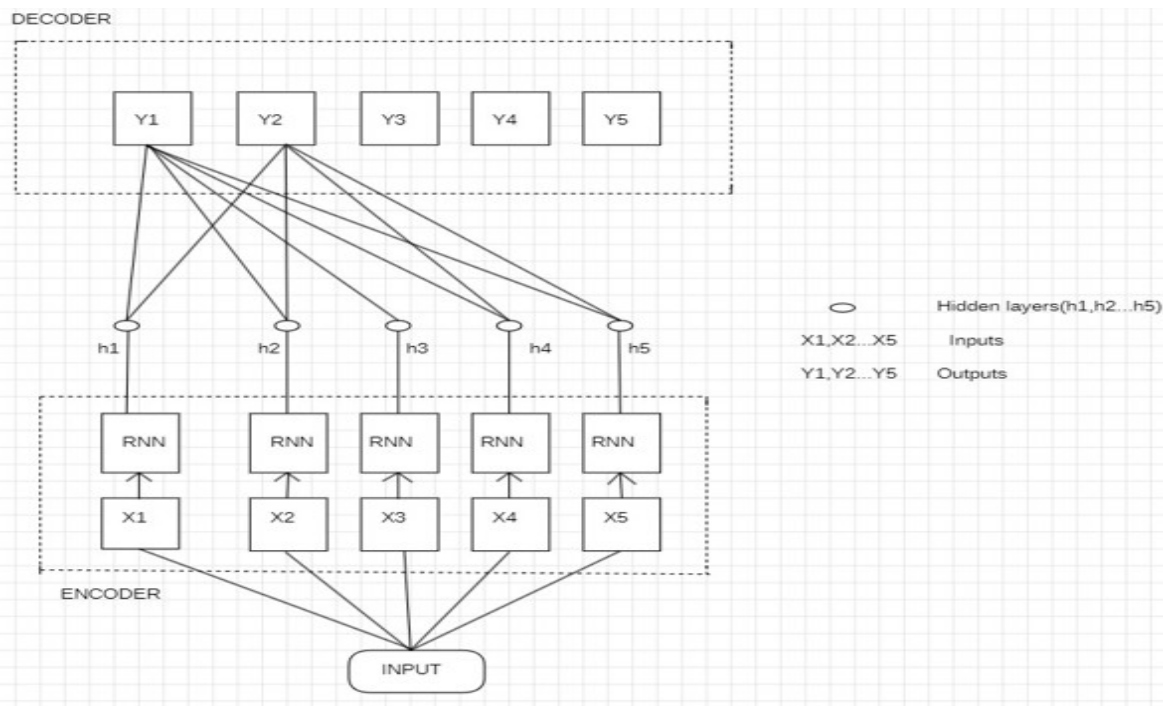 DECODER
Y1 Y2 Y3 Y4 Y5
h1 h2 h3 h4 h5
Hidden layers(h1,h2...h5)
X1,X2...X5 Inputs
Y1,Y2...Y5 Outputs
RNN RNN RNN RNN RNN
X1 X2 X3 X4 X5
ENCODER
INPUT